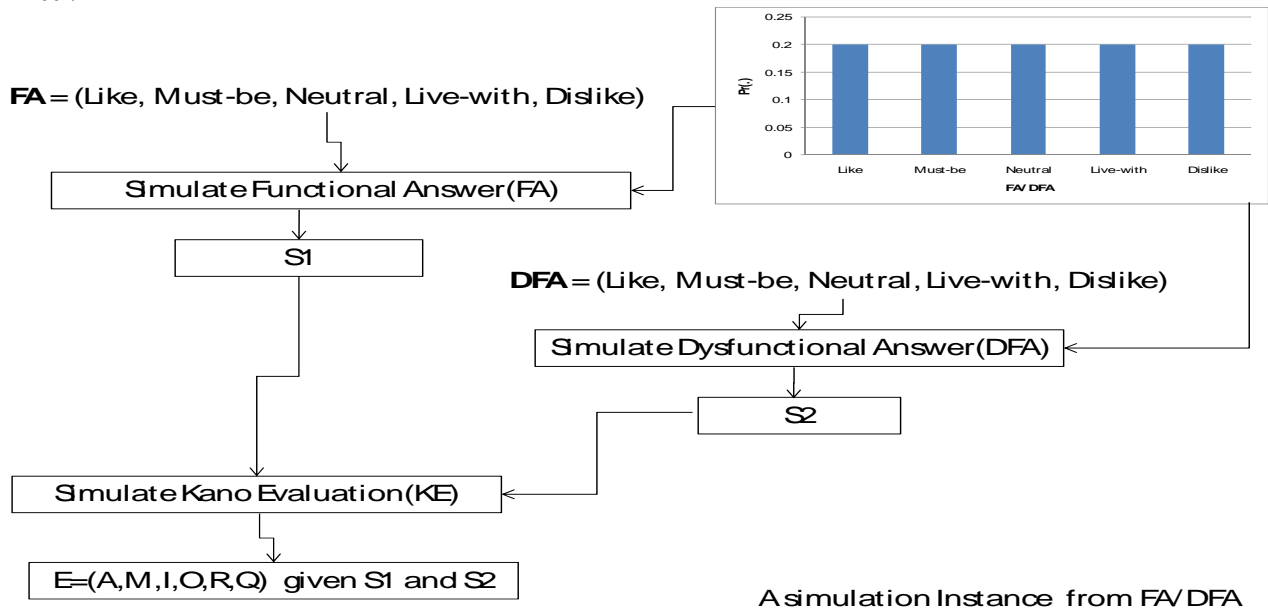 0.25
0.2
0.15
0.1
0.05
0
Pr(.)
Like Must-be Neutral Live-with Dislike
FA/DFA
FA = (Like, Must-be, Neutral, Live-with, Dislike)
Simulate Functional Answer (FA)
S1
DFA = (Like, Must-be, Neutral, Live-with, Dislike)
Simulate Dysfunctional Answer (DFA)
S2
Simulate Kano Evaluation (KE)
E=(A,M,I,O,R,Q) given S1 and S2
A simulation Instance from FA/DFA